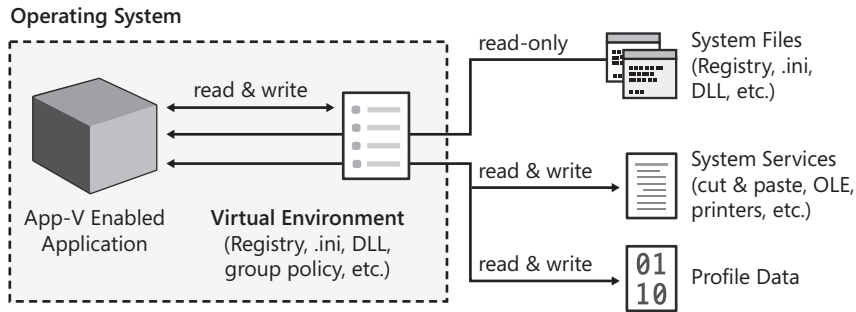 Operating System
read-only
System Files
(Registry, .ini,
DLL, etc.)
read & write
read & write
System Services
(cut & paste, OLE,
printers, etc.)
App-V Enabled
Application
Virtual Environment
(Registry, .ini, DLL,
group policy, etc.)
read & write
01
10
Profile Data